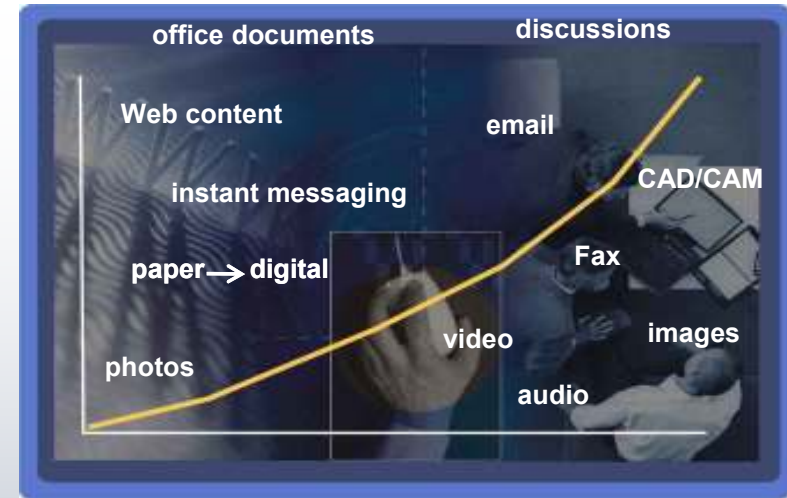 office documents
discussions
Web content
email
instant messaging
CAD/CAM
paper → digital
Fax
video
images
photos
audio